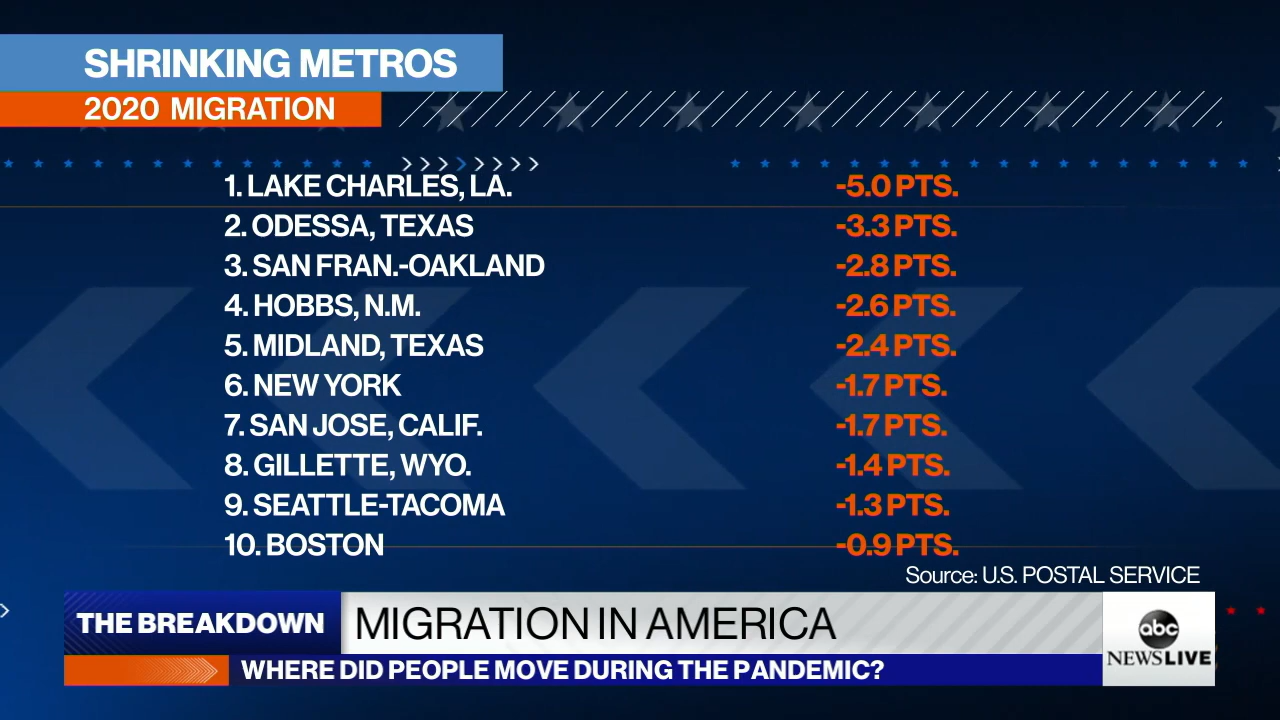 SHRINKING METROS
2020 MIGRATION
1. LAKE CHARLES, LA. -5.0 PTS.
2. ODESSA, TEXAS -3.3 PTS.
3. SAN FRAN.-OAKLAND -2.8 PTS.
4. HOBBS, N.M. -2.6 PTS.
5. MIDLAND, TEXAS -2.4 PTS.
6. NEW YORK -1.7 PTS.
7. SAN JOSE, CALIF. -1.7 PTS.
8. GILLETTE, WYO. -1.4 PTS.
9. SEATTLE-TACOMA -1.3 PTS.
10. BOSTON -0.9 PTS.
Source: U.S. POSTAL SERVICE
THE BREAKDOWN MIGRATION IN AMERICA
abc
NEWSLIVE
WHERE DID PEOPLE MOVE DURING THE PANDEMIC?